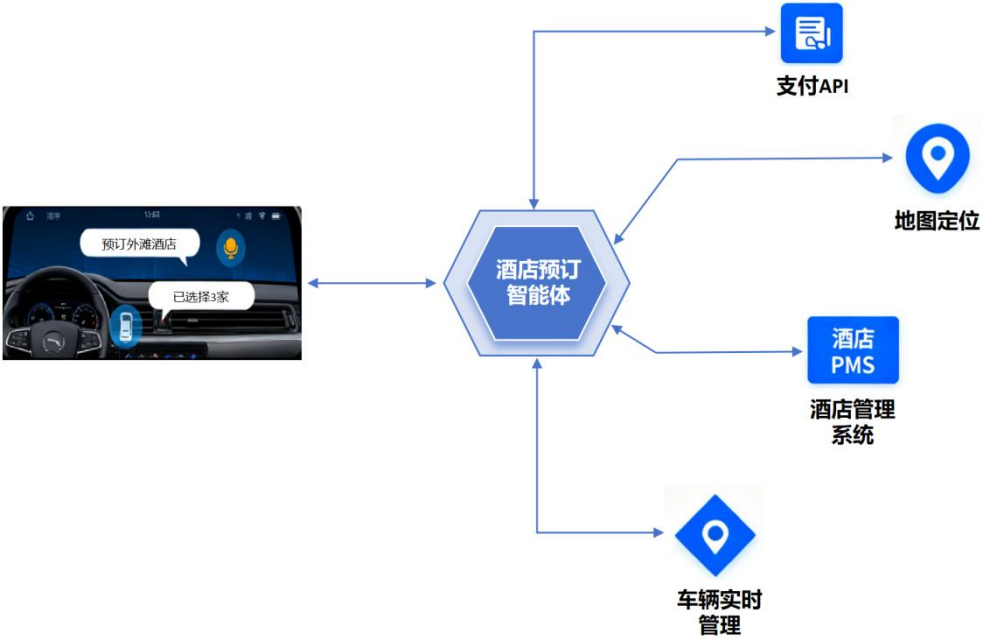 支付API
地图定位
预订外滩酒店
已选择3家
酒店预订
智能体
酒店
PMS
酒店管理
系统
车辆实时
管理